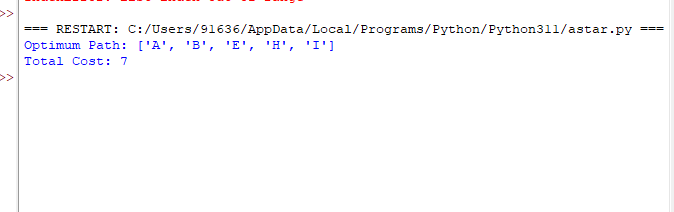 >>
=== RESTART: C:/Users/91636/AppData/Local/Programs/Python/Python311/astar.py ===
Optimum Path: ['A', 'B', 'E', 'H', 'I']
Total Cost: 7
>>